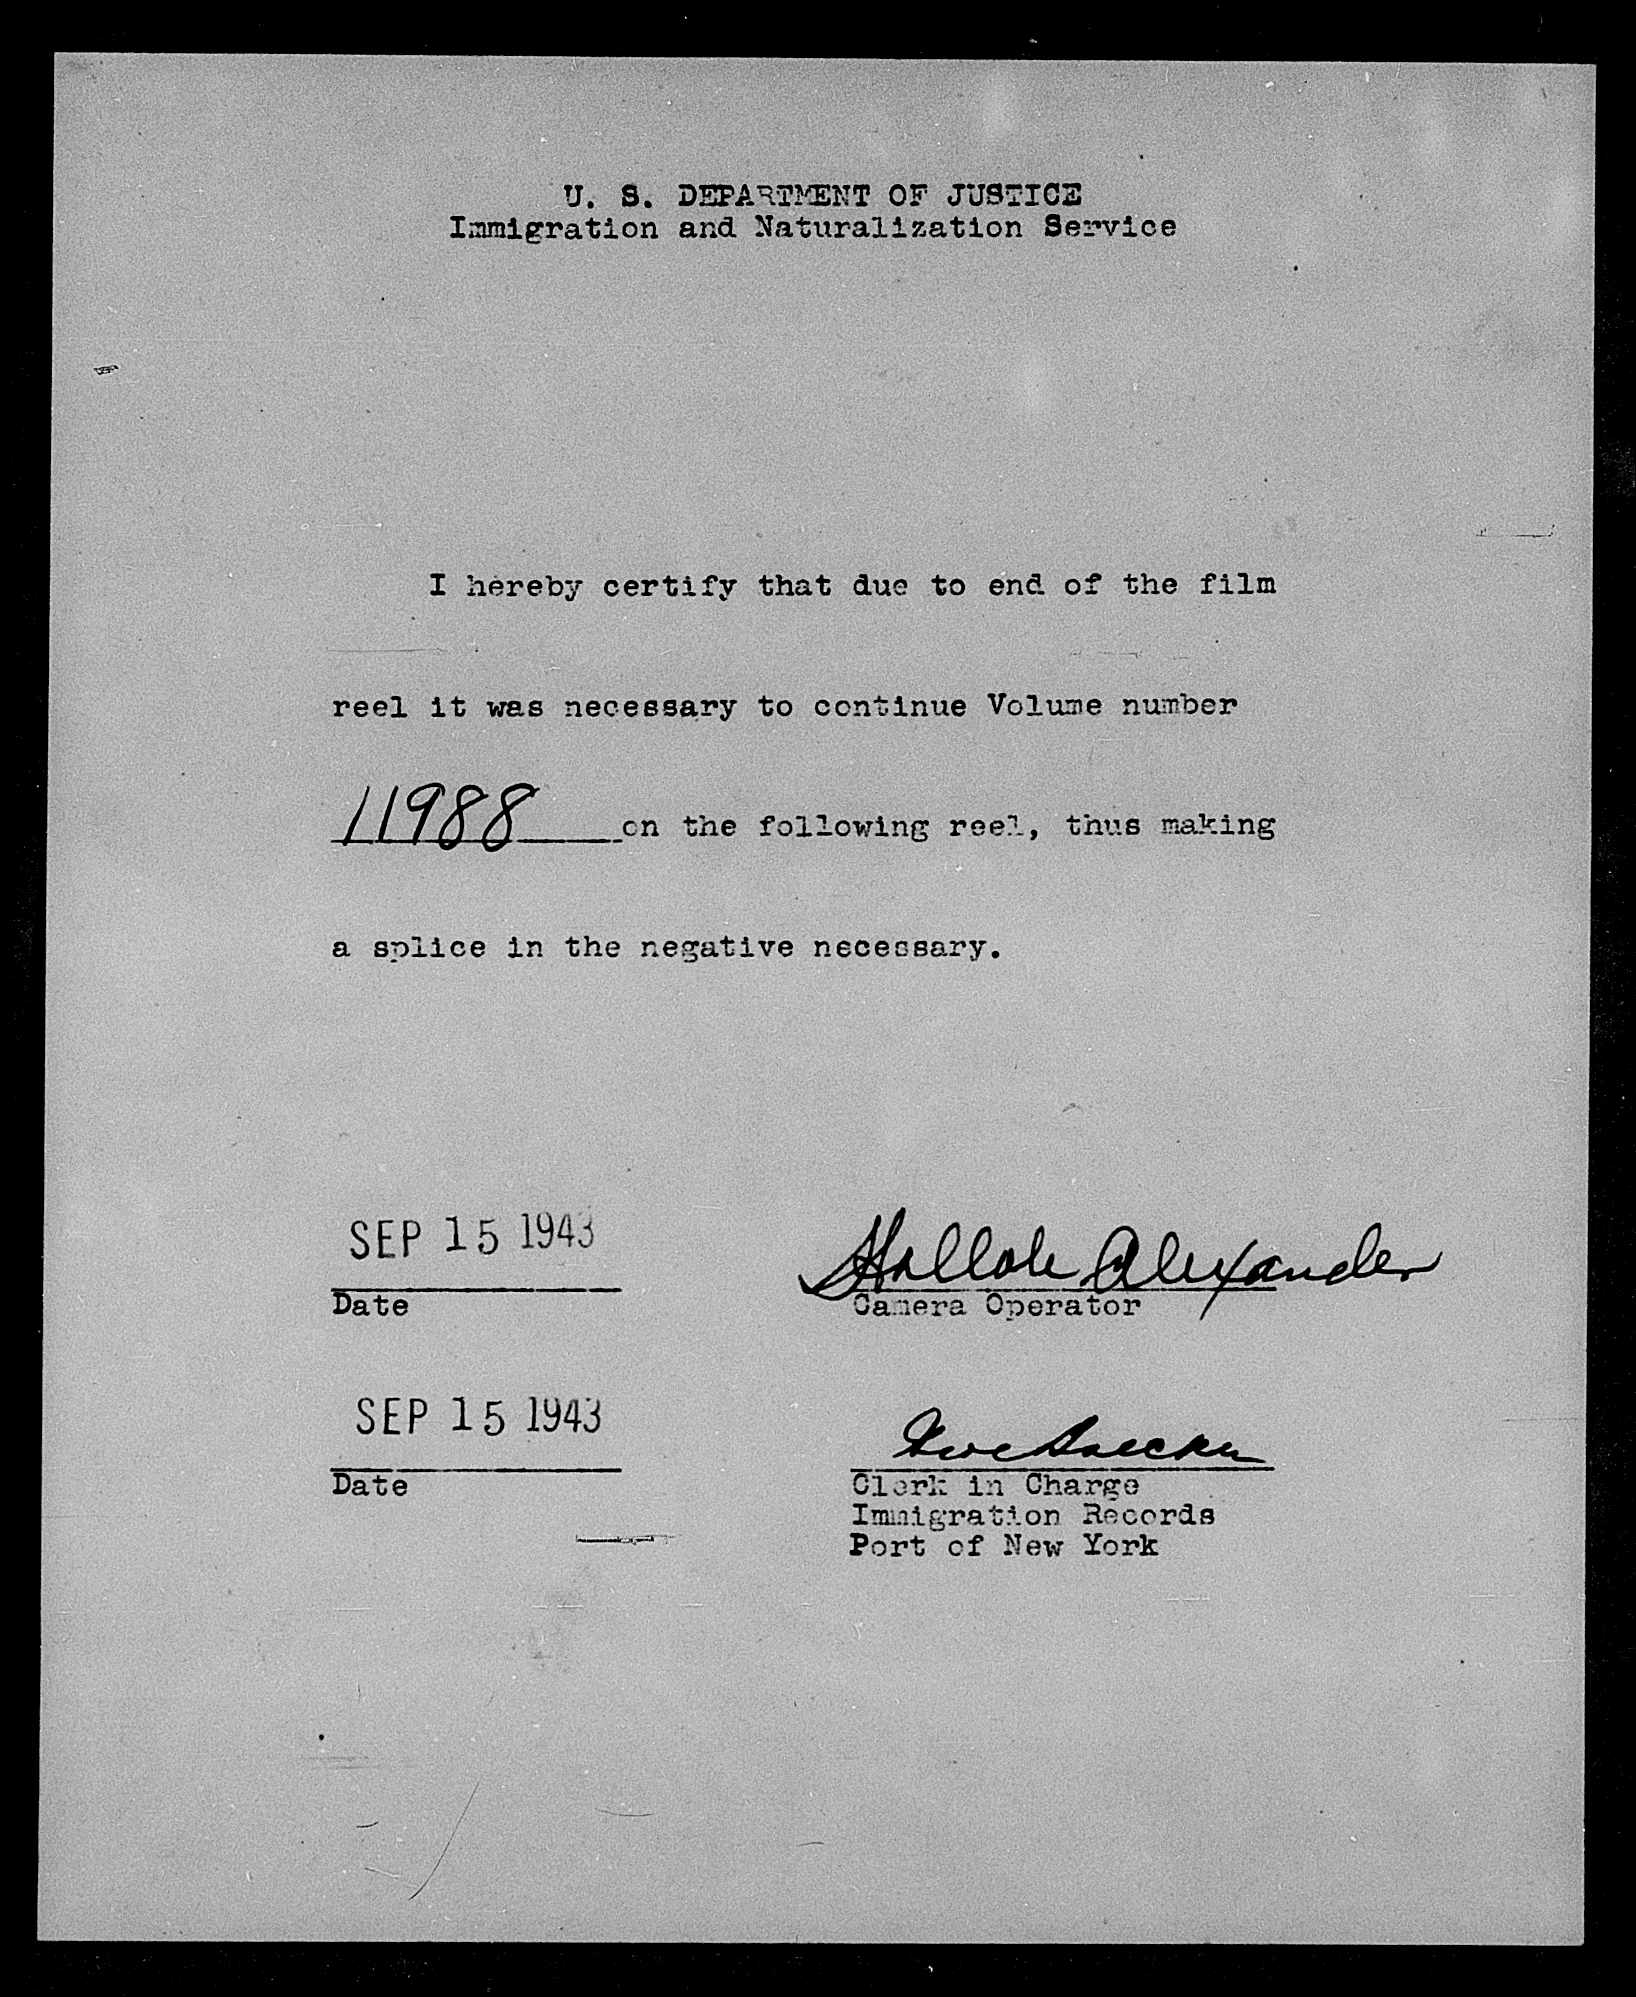 U. S. DEPARTMENT OF JUSTICE
Immigration and Naturalization Service
I hereby certify that due to end of the film
reel it was necessary to continue Volume number
11988 on the following reel, thus making
a splice in the negative necessary.
SEP 15 1943
Alexander
Date
Camera Operator
SEP 15 1943
Date
Clerk in Charge
Immigration Records
Port of New York